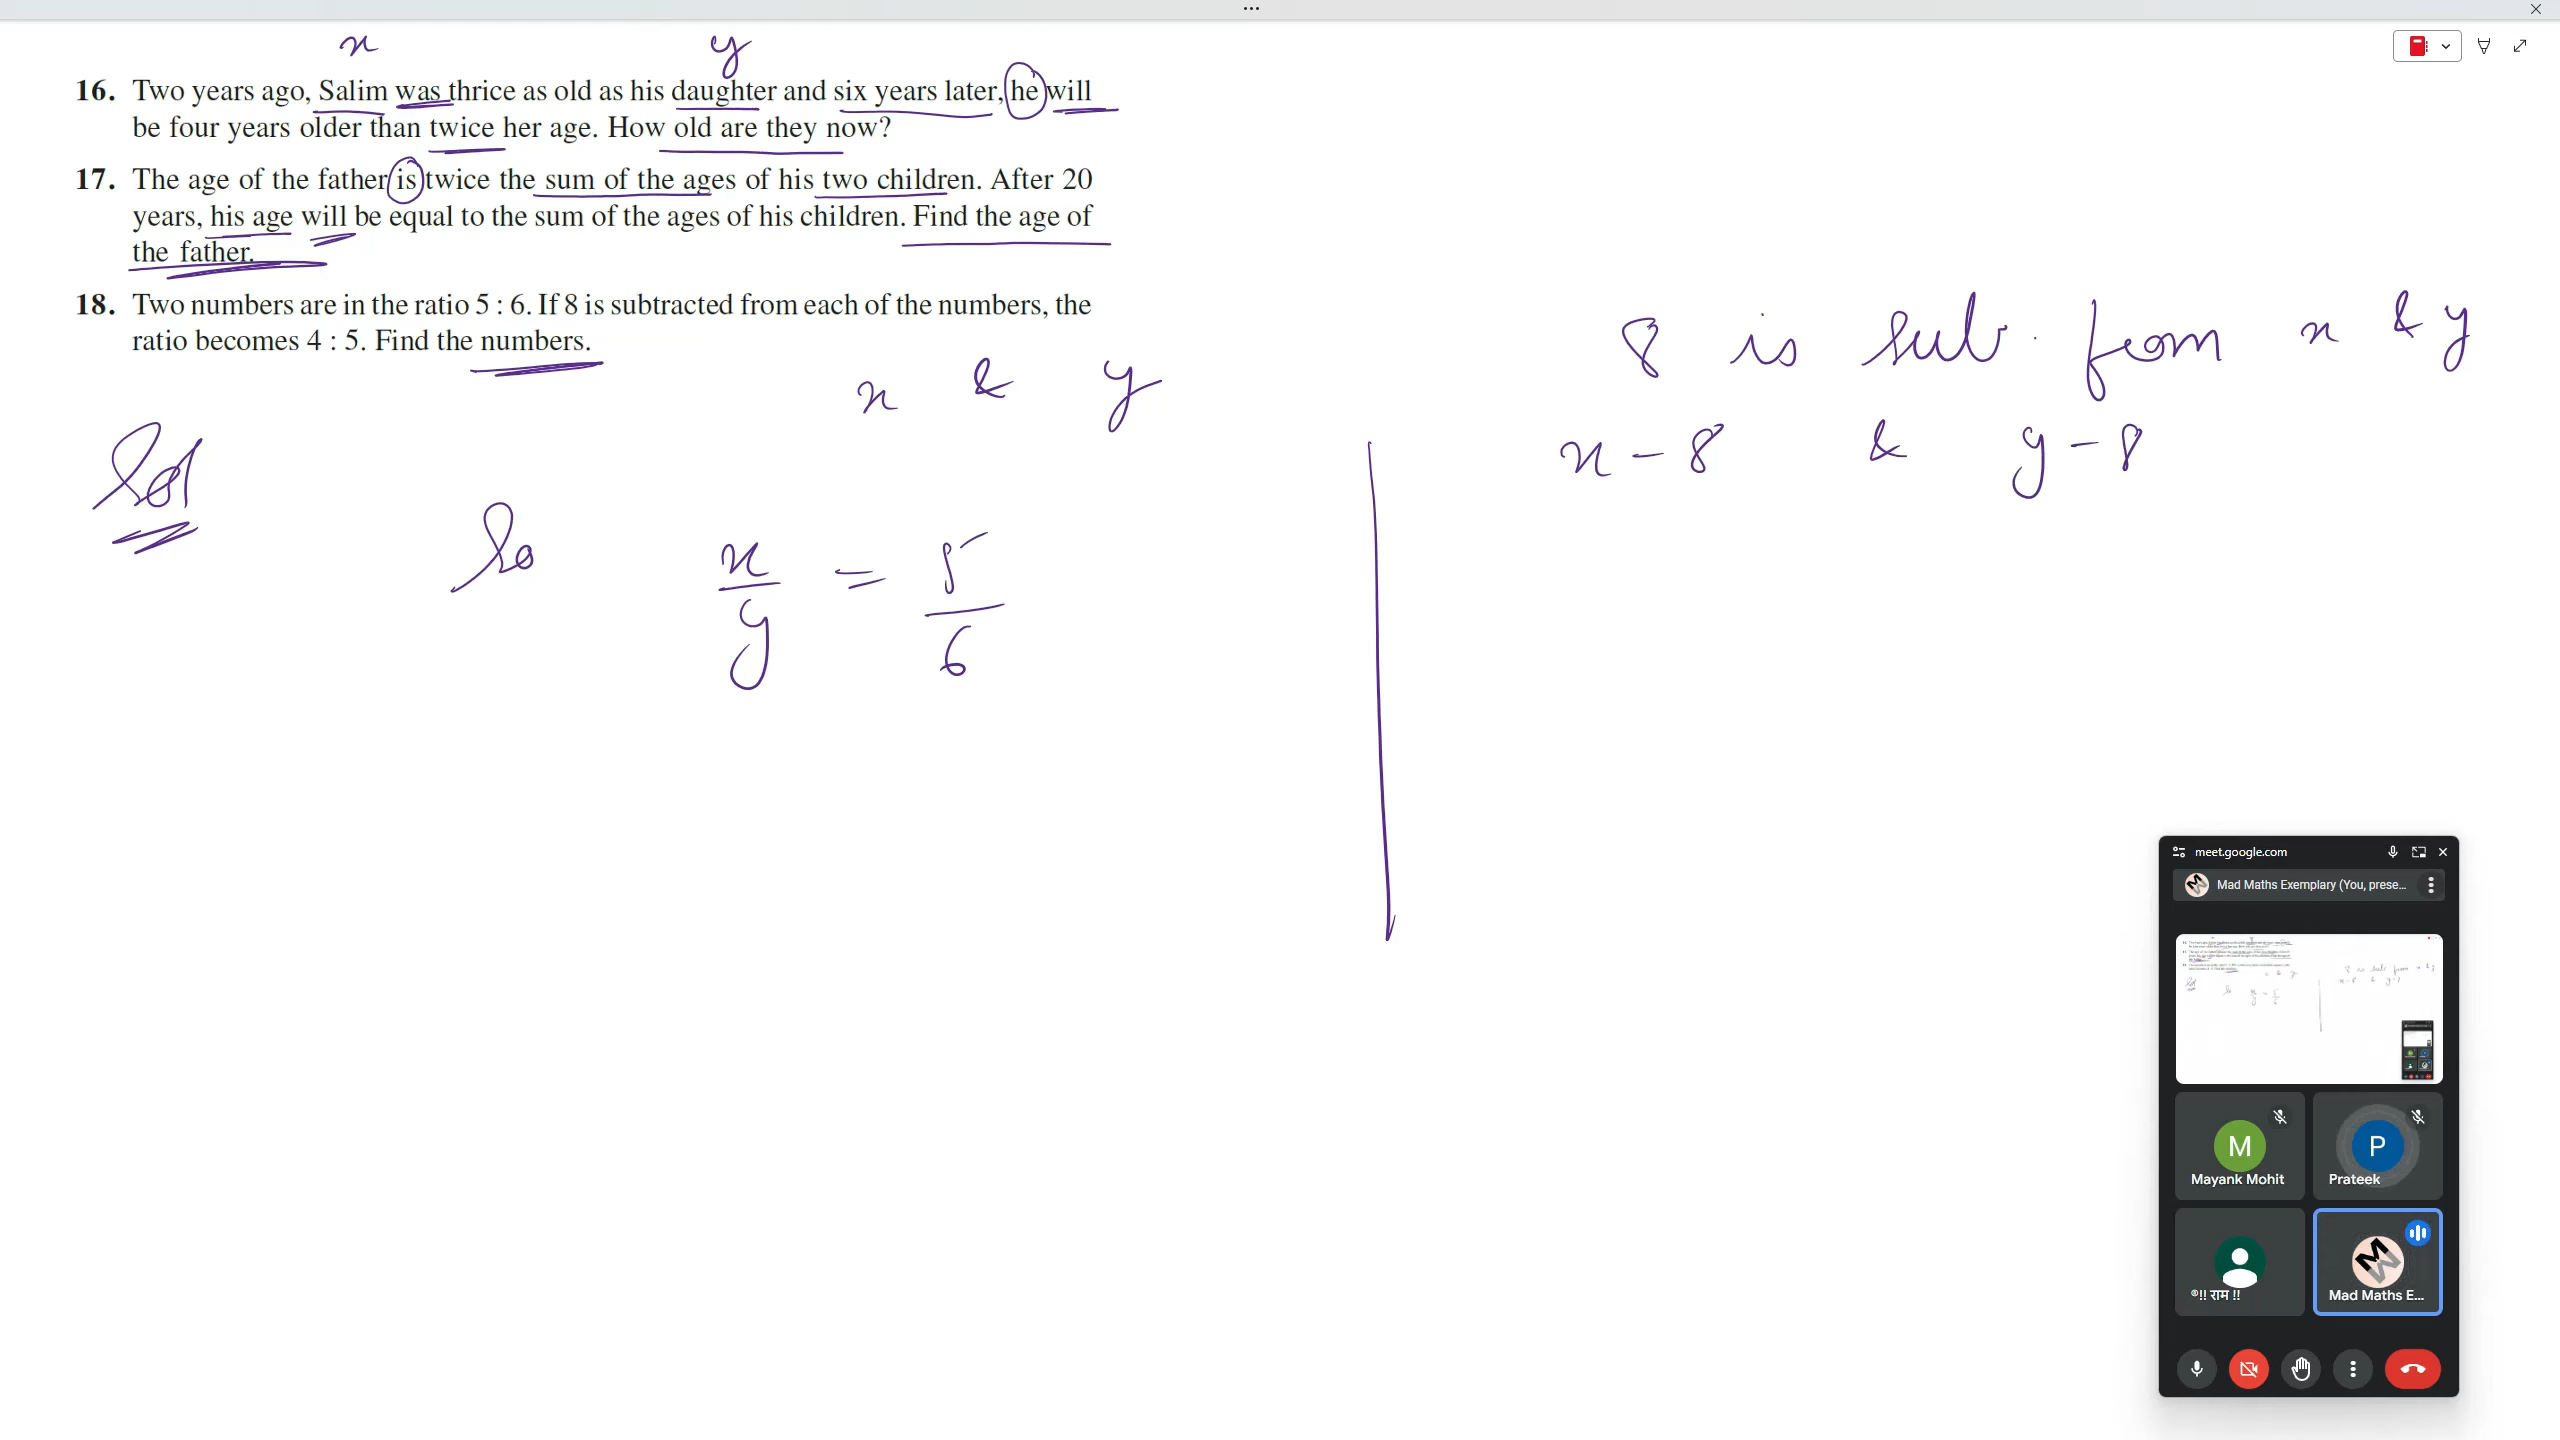 x y
16. Two years ago, Salim was thrice as old as his daughter and six years later, he will
be four years older than twice her age. How old are they now?
17. The age of the father is twice the sum of the ages of his two children. After 20
years, his age will be equal to the sum of the ages of his children. Find the age of
the father.
18. Two numbers are in the ratio 5 : 6. If 8 is subtracted from each of the numbers, the
ratio becomes 4 : 5. Find the numbers.
x & y
Sol
So x/y = 5/6
8 is sub. from x & y
x - 8 & y - 8
meet.google.com
Mad Maths Exemplary (You, prese...
M
Mayank Mohit
P
Prateek
®!! राम !!
Mad Maths E...